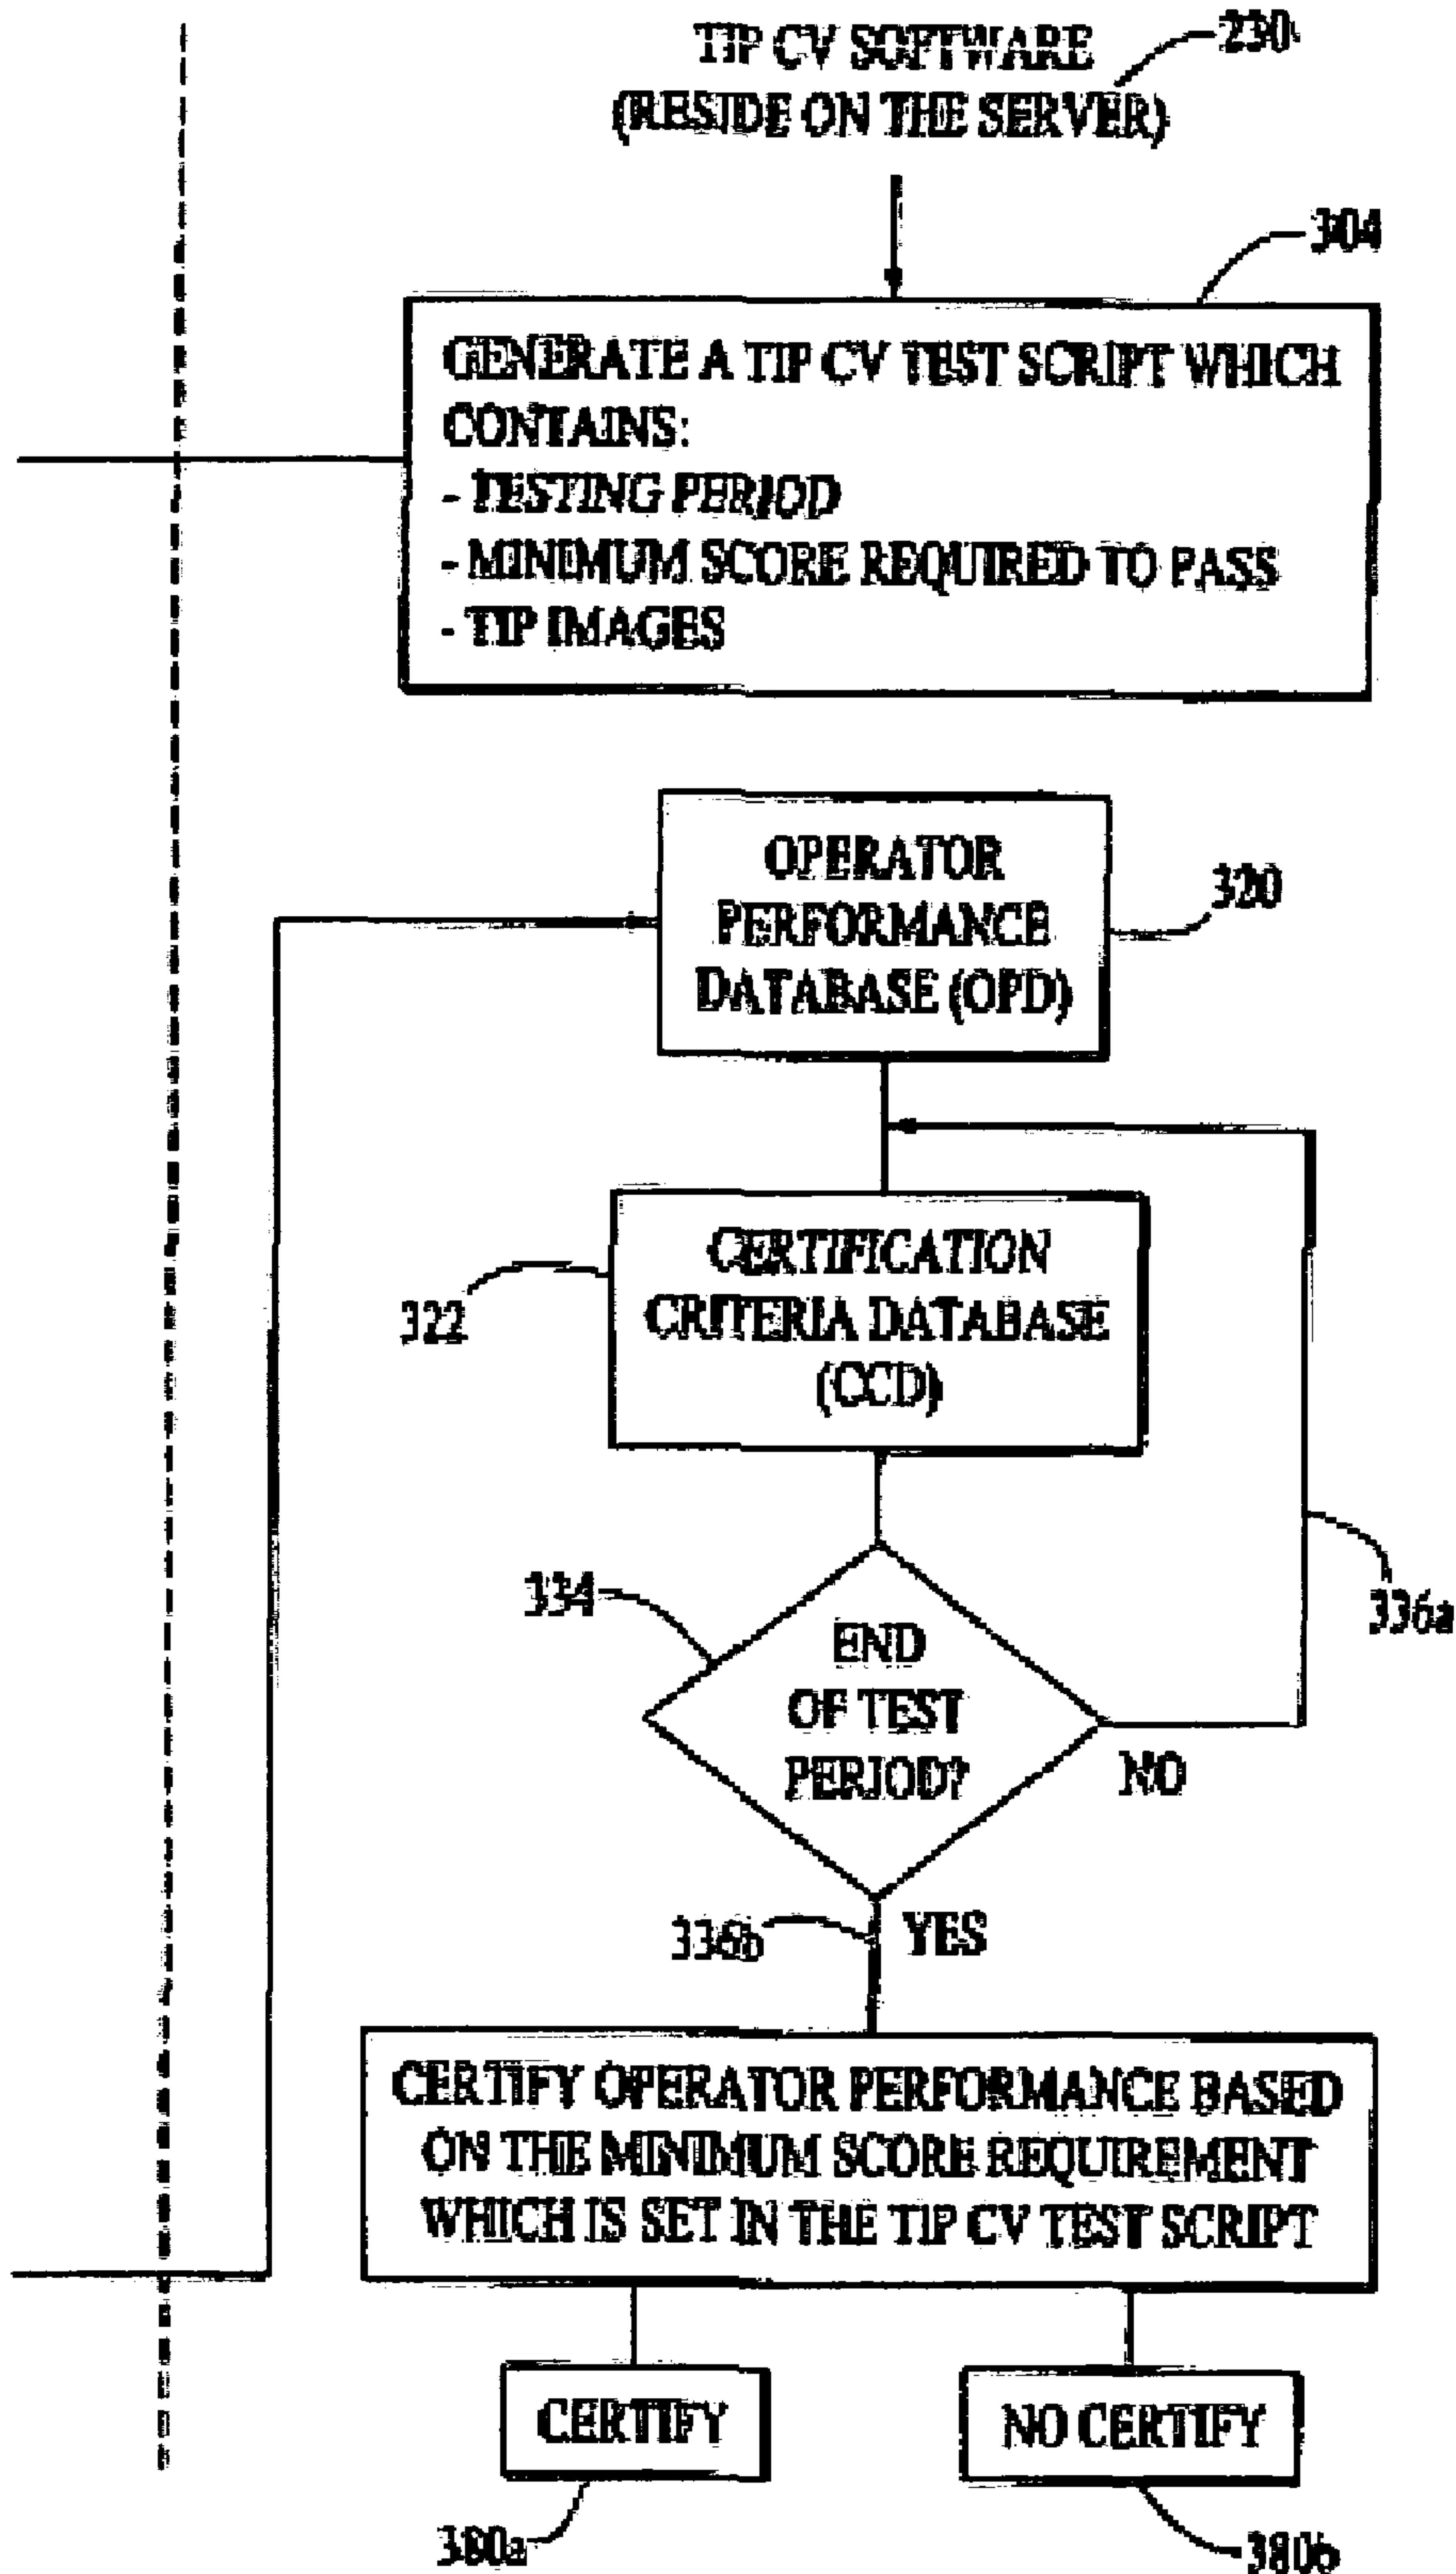 TIP CV SOFTWARE
(RESIDE ON THE SERVER)
230
304
GENERATE A TIP CV TEST SCRIPT WHICH
CONTAINS:
- TESTING PERIOD
- MINIMUM SCORE REQUIRED TO PASS
- TIP IMAGES
OPERATOR
PERFORMANCE
DATABASE (OPD)
320
CERTIFICATION
CRITERIA DATABASE
(CCD)
322
334
END
OF TEST
PERIOD?
NO
336a
336b
YES
CERTIFY OPERATOR PERFORMANCE BASED
ON THE MINIMUM SCORE REQUIREMENT
WHICH IS SET IN THE TIP CV TEST SCRIPT
CERTIFY
NO CERTIFY
380a
380b